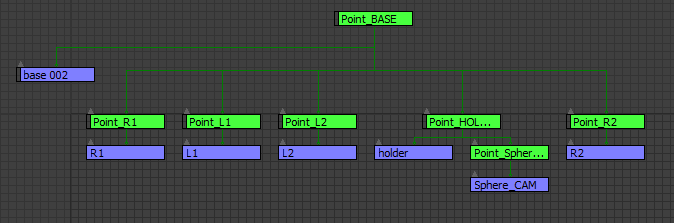 Point_BASE
base 002
Point_R1
Point_L1
Point_L2
Point_HOL...
Point_R2
R1
L1
L2
holder
Point_Spher...
R2
Sphere_CAM